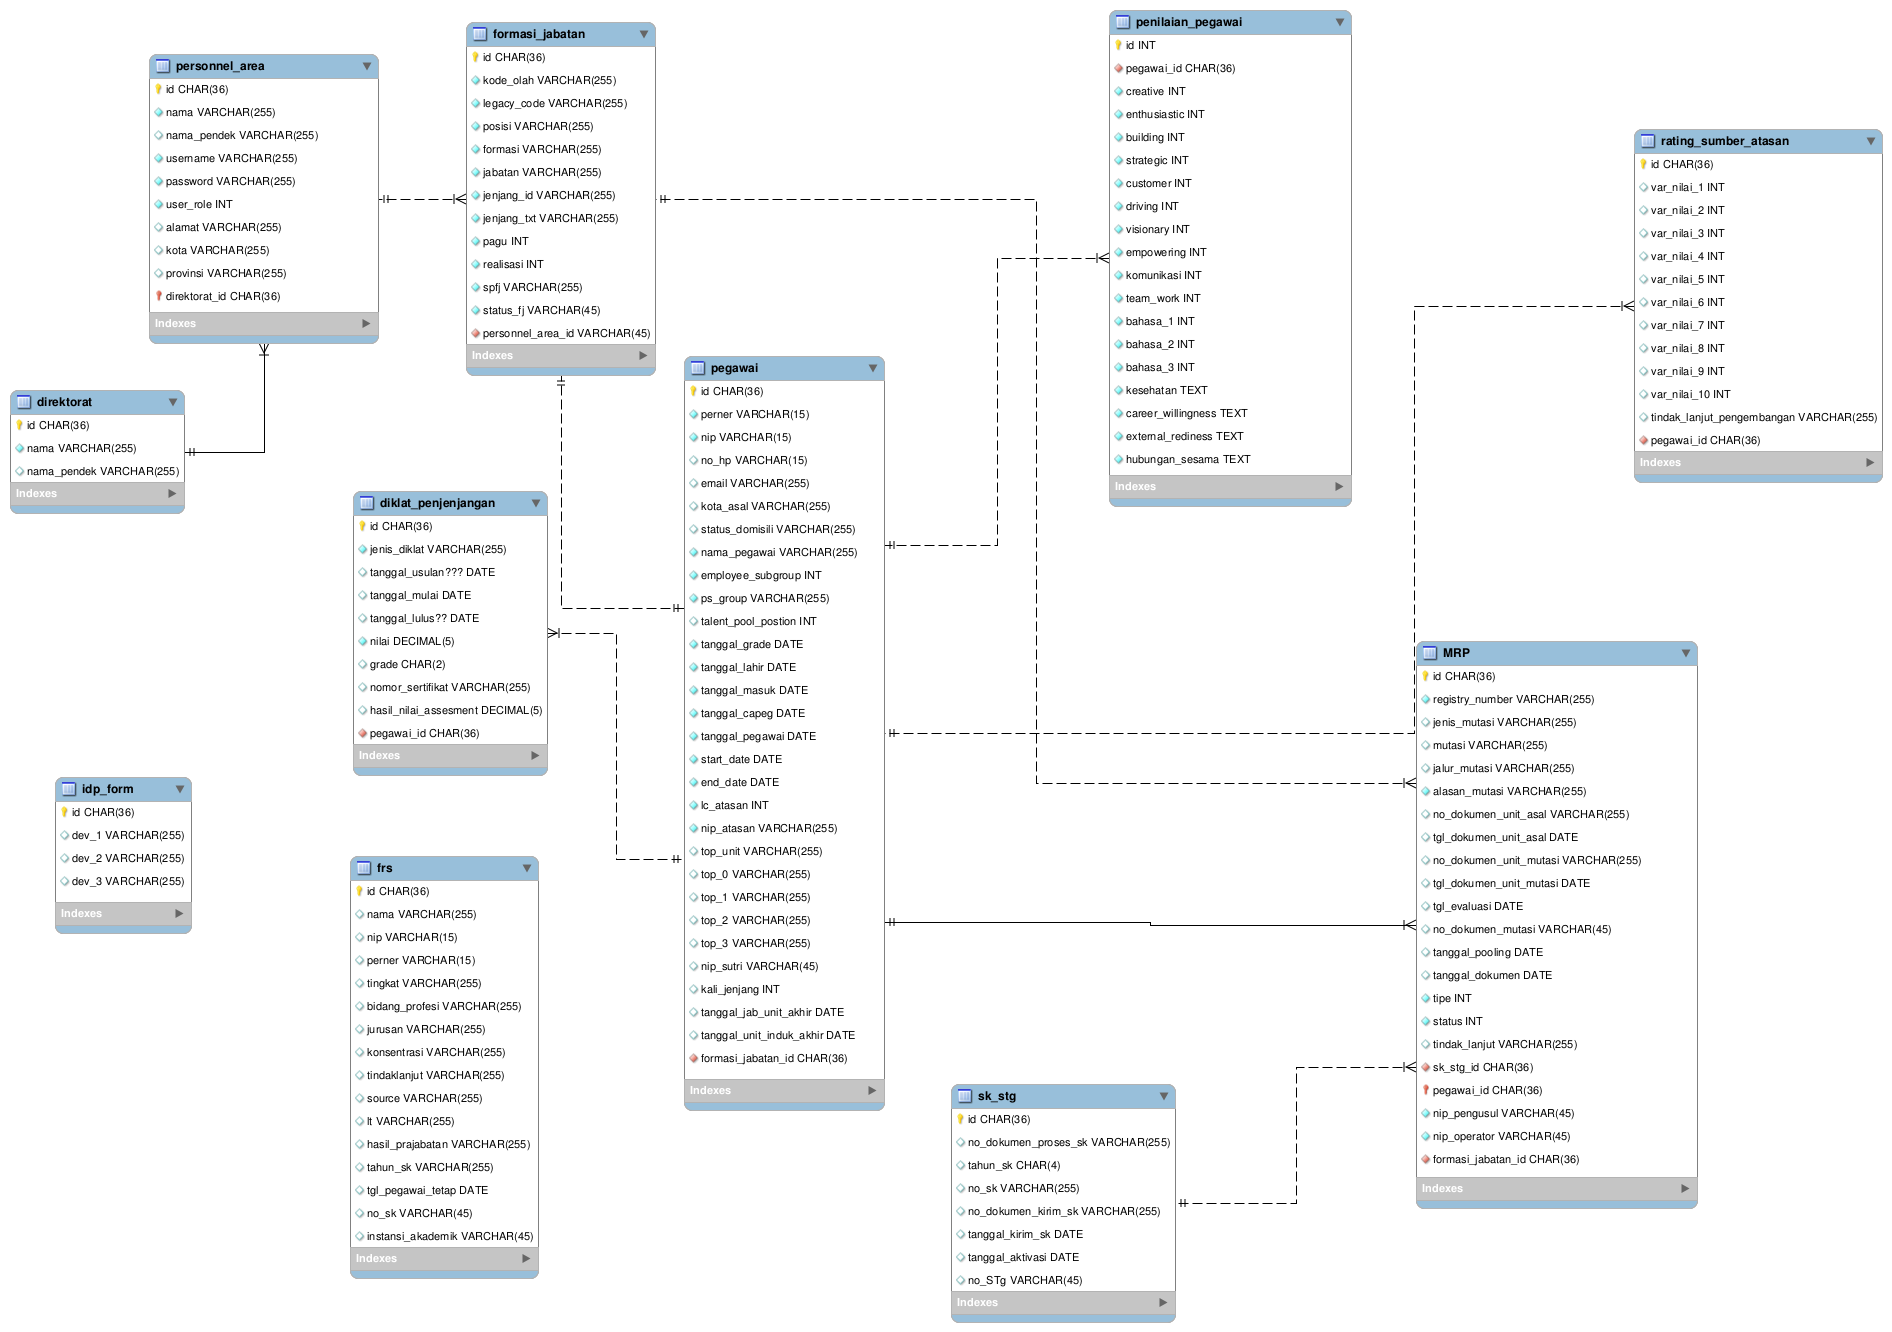 personnel_area
id CHAR(36)
nama VARCHAR(255)
nama_pendek VARCHAR(255)
username VARCHAR(255)
password VARCHAR(255)
user_role INT
alamat VARCHAR(255)
kota VARCHAR(255)
provinsi VARCHAR(255)
direktorat_id CHAR(36)
Indexes
formasi_jabatan
id CHAR(36)
kode_olah VARCHAR(255)
legacy_code VARCHAR(255)
posisi VARCHAR(255)
formasi VARCHAR(255)
jabatan VARCHAR(255)
jenjang_id VARCHAR(255)
jenjang_txt VARCHAR(255)
pagu INT
realisasi INT
spfj VARCHAR(255)
status_fj VARCHAR(45)
personnel_area_id VARCHAR(45)
Indexes
penilaian_pegawai
id INT
pegawai_id CHAR(36)
creative INT
enthusiastic INT
building INT
strategic INT
customer INT
driving INT
visionary INT
empowering INT
komunikasi INT
team_work INT
bahasa_1 INT
bahasa_2 INT
bahasa_3 INT
kesehatan TEXT
career_willingness TEXT
external_rediness TEXT
hubungan_sesama TEXT
Indexes
rating_sumber_atasan
id CHAR(36)
var_nilai_1 INT
var_nilai_2 INT
var_nilai_3 INT
var_nilai_4 INT
var_nilai_5 INT
var_nilai_6 INT
var_nilai_7 INT
var_nilai_8 INT
var_nilai_9 INT
var_nilai_10 INT
tindak_lanjut_pengembangan VARCHAR(255)
pegawai_id CHAR(36)
Indexes
direktorat
id CHAR(36)
nama VARCHAR(255)
nama_pendek VARCHAR(255)
Indexes
diklat_penjenjangan
id CHAR(36)
jenis_diklat VARCHAR(255)
tanggal_usulan??? DATE
tanggal_mulai DATE
tanggal_lulus?? DATE
nilai DECIMAL(5)
grade CHAR(2)
nomor_sertifikat VARCHAR(255)
hasil_nilai_assesment DECIMAL(5)
pegawai_id CHAR(36)
Indexes
pegawai
id CHAR(36)
perner VARCHAR(15)
nip VARCHAR(15)
no_hp VARCHAR(15)
email VARCHAR(255)
kota_asal VARCHAR(255)
status_domisili VARCHAR(255)
nama_pegawai VARCHAR(255)
employee_subgroup INT
ps_group VARCHAR(255)
talent_pool_postion INT
tanggal_grade DATE
tanggal_lahir DATE
tanggal_masuk DATE
tanggal_capeg DATE
tanggal_pegawai DATE
start_date DATE
end_date DATE
lc_atasan INT
nip_atasan VARCHAR(255)
top_unit VARCHAR(255)
top_0 VARCHAR(255)
top_1 VARCHAR(255)
top_2 VARCHAR(255)
top_3 VARCHAR(255)
nip_sutri VARCHAR(45)
kali_jenjang INT
tanggal_jab_unit_akhir DATE
tanggal_unit_induk_akhir DATE
formasi_jabatan_id CHAR(36)
Indexes
MRP
id CHAR(36)
registry_number VARCHAR(255)
jenis_mutasi VARCHAR(255)
mutasi VARCHAR(255)
jalur_mutasi VARCHAR(255)
alasan_mutasi VARCHAR(255)
no_dokumen_unit_asal VARCHAR(255)
tgl_dokumen_unit_asal DATE
no_dokumen_unit_mutasi VARCHAR(255)
tgl_dokumen_unit_mutasi DATE
tgl_evaluasi DATE
no_dokumen_mutasi VARCHAR(45)
tanggal_pooling DATE
tanggal_dokumen DATE
tipe INT
status INT
tindak_lanjut VARCHAR(255)
sk_stg_id CHAR(36)
pegawai_id CHAR(36)
nip_pengusul VARCHAR(45)
nip_operator VARCHAR(45)
formasi_jabatan_id CHAR(36)
Indexes
idp_form
id CHAR(36)
dev_1 VARCHAR(255)
dev_2 VARCHAR(255)
dev_3 VARCHAR(255)
Indexes
frs
id CHAR(36)
nama VARCHAR(255)
nip VARCHAR(15)
perner VARCHAR(15)
tingkat VARCHAR(255)
bidang_profesi VARCHAR(255)
jurusan VARCHAR(255)
konsentrasi VARCHAR(255)
tindaklanjut VARCHAR(255)
source VARCHAR(255)
lt VARCHAR(255)
hasil_prajabatan VARCHAR(255)
tahun_sk VARCHAR(255)
tgl_pegawai_tetap DATE
no_sk VARCHAR(45)
instansi_akademik VARCHAR(45)
Indexes
sk_stg
id CHAR(36)
no_dokumen_proses_sk VARCHAR(255)
tahun_sk CHAR(4)
no_sk VARCHAR(255)
no_dokumen_kirim_sk VARCHAR(255)
tanggal_kirim_sk DATE
tanggal_aktivasi DATE
no_STg VARCHAR(45)
Indexes